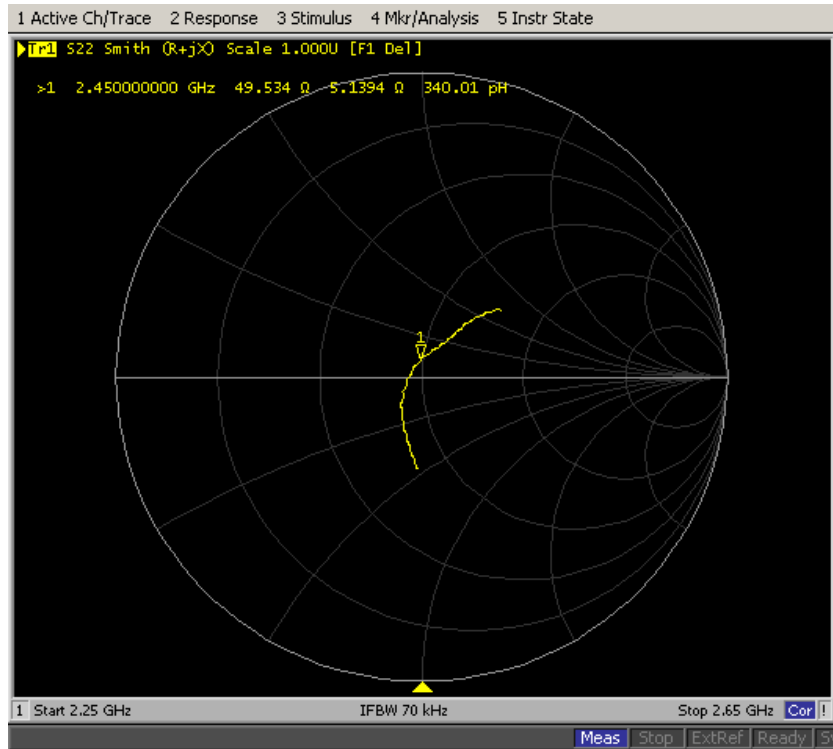 1 Active Ch/Trace 2 Response 3 Stimulus 4 Mkr/Analysis 5 Instr State
Tr1 S22 Smith (R+jX) Scale 1.000U [F1 Del]
>1 2.450000000 GHz 49.534 Ω 5.1394 Ω 340.01 pH
1
1 Start 2.25 GHz IFBW 70 kHz Stop 2.65 GHz Cor !
Meas Stop ExtRef Ready